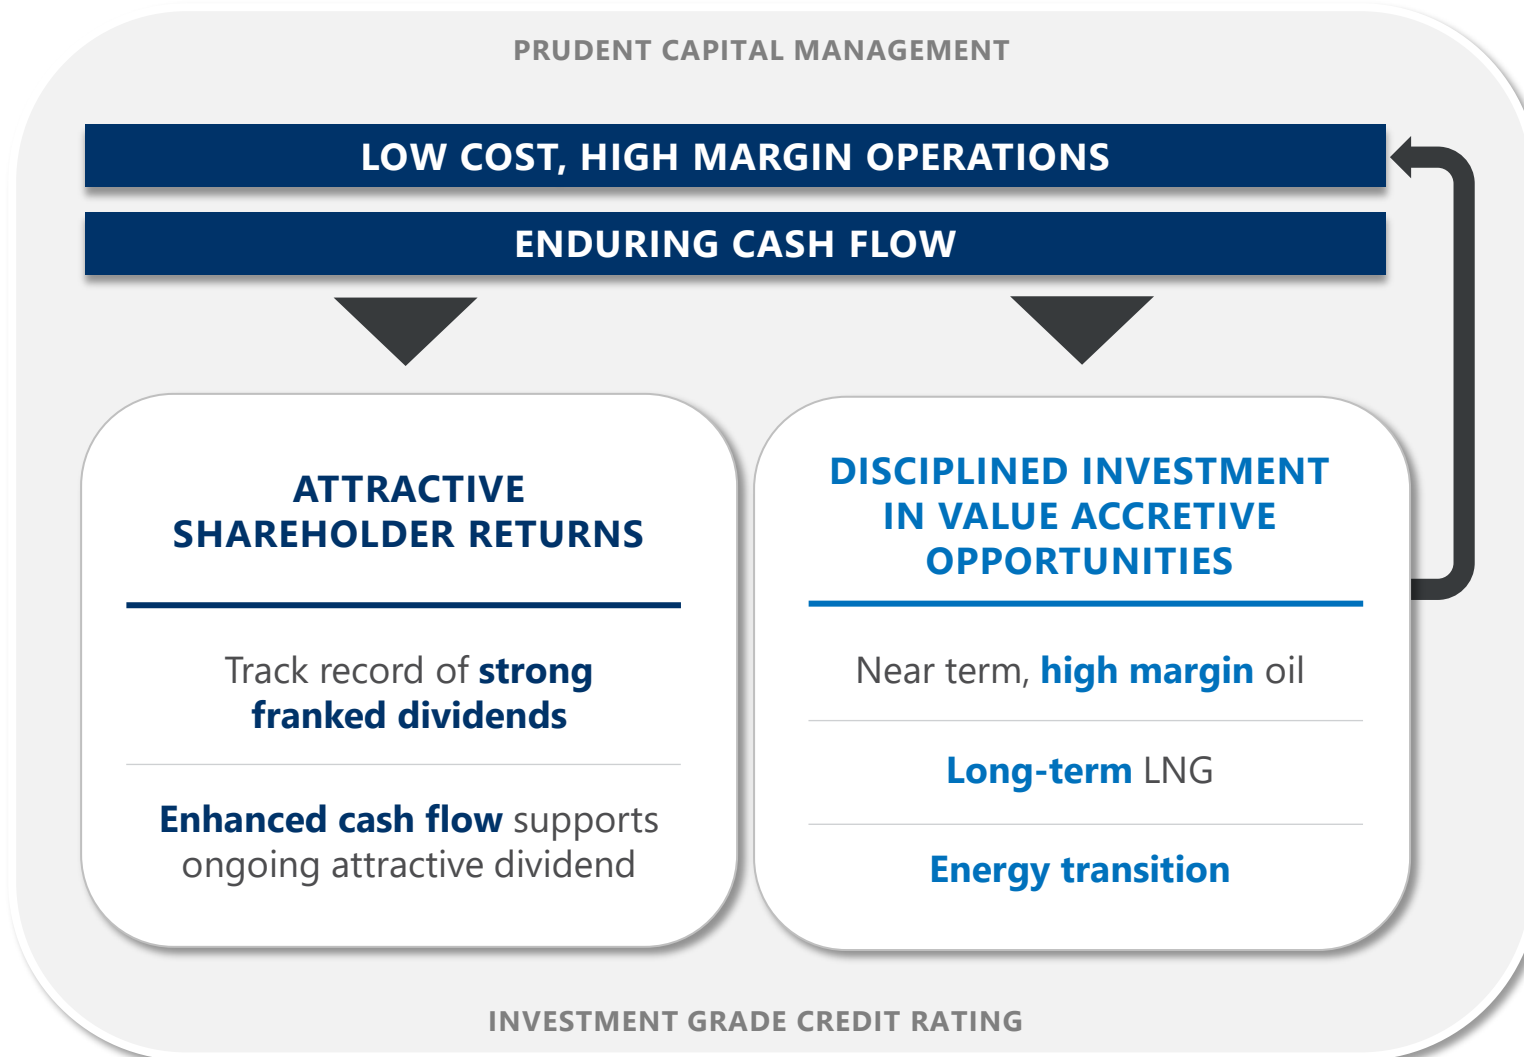 PRUDENT CAPITAL MANAGEMENT
LOW COST, HIGH MARGIN OPERATIONS
ENDURING CASH FLOW
ATTRACTIVE
SHAREHOLDER RETURNS
Track record of strong
franked dividends
Enhanced cash flow supports
ongoing attractive dividend
DISCIPLINED INVESTMENT
IN VALUE ACCRETIVE
OPPORTUNITIES
Near term, high margin oil
Long-term LNG
Energy transition
INVESTMENT GRADE CREDIT RATING